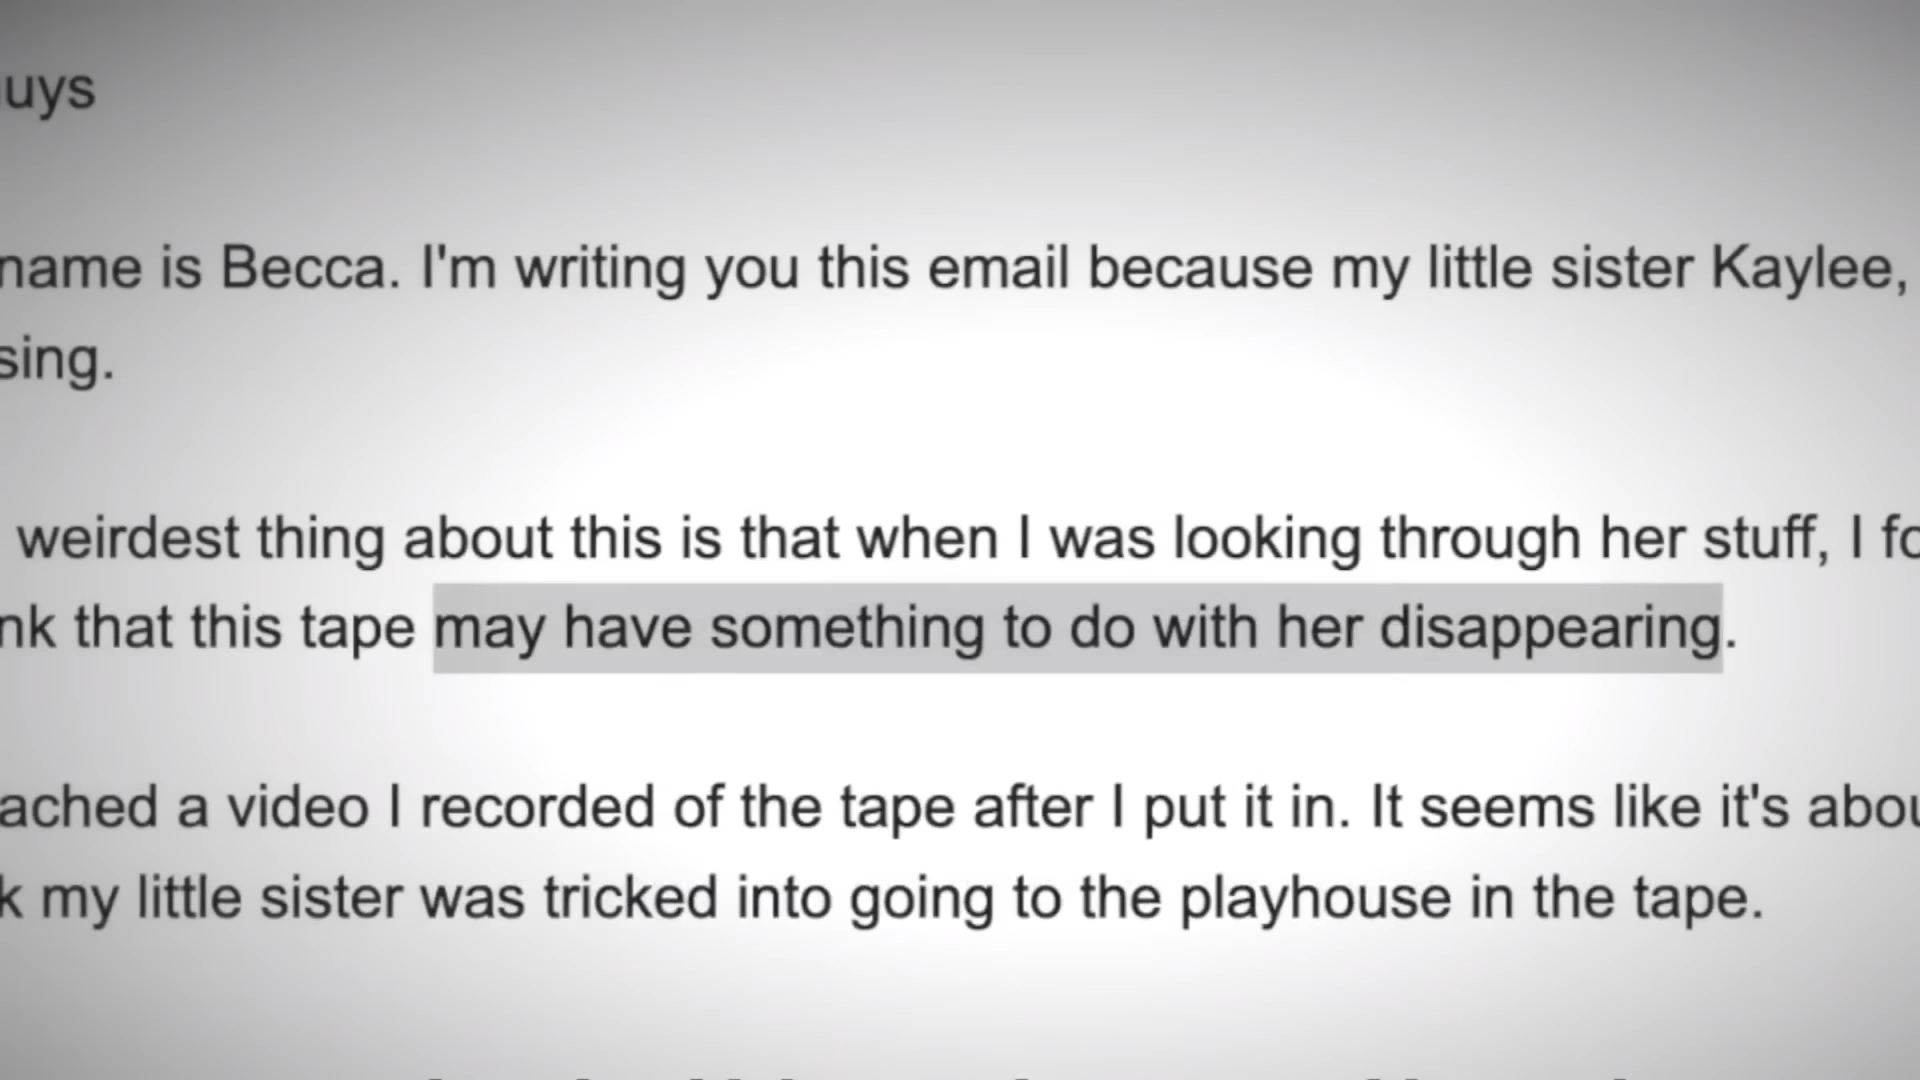 uys
name is Becca. I'm writing you this email because my little sister Kaylee,
sing.
weirdest thing about this is that when I was looking through her stuff, I fo
nk that this tape may have something to do with her disappearing.
ached a video I recorded of the tape after I put it in. It seems like it's abou
k my little sister was tricked into going to the playhouse in the tape.